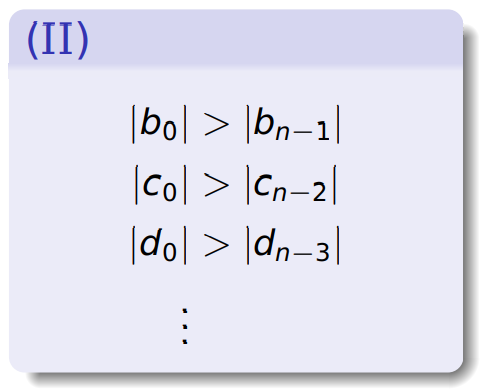 (II)
|b₀| > |bₙ₋₁|
|c₀| > |cₙ₋₂|
|d₀| > |dₙ₋₃|
⋮